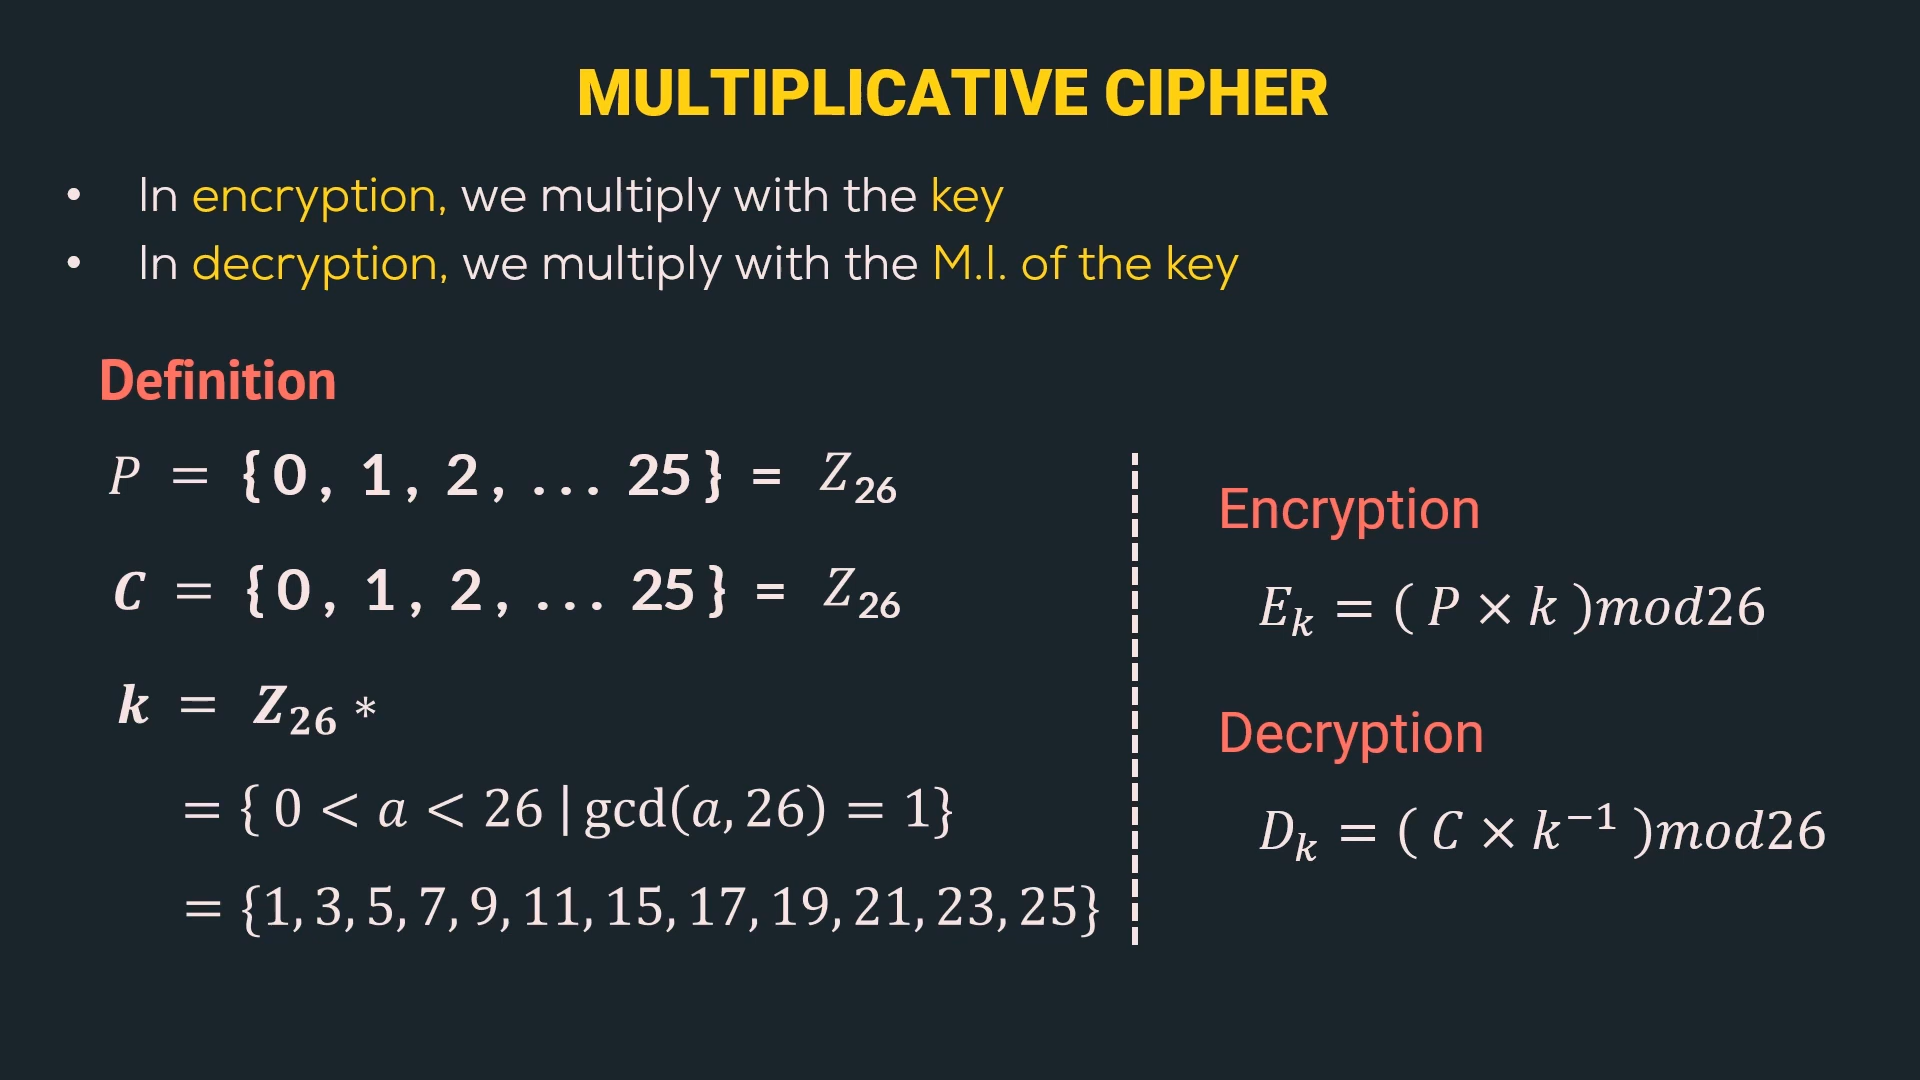 MULTIPLICATIVE CIPHER
• In encryption, we multiply with the key
• In decryption, we multiply with the M.I. of the key
Definition
P = { 0 , 1 , 2 , . . . 25 } = Z₂₆
C = { 0 , 1 , 2 , . . . 25 } = Z₂₆
k = Z₂₆ *
= { 0 < a < 26 | gcd(a, 26) = 1}
= {1, 3, 5, 7, 9, 11, 15, 17, 19, 21, 23, 25}
Encryption
Eₖ = ( P × k )mod26
Decryption
Dₖ = ( C × k⁻¹ )mod26